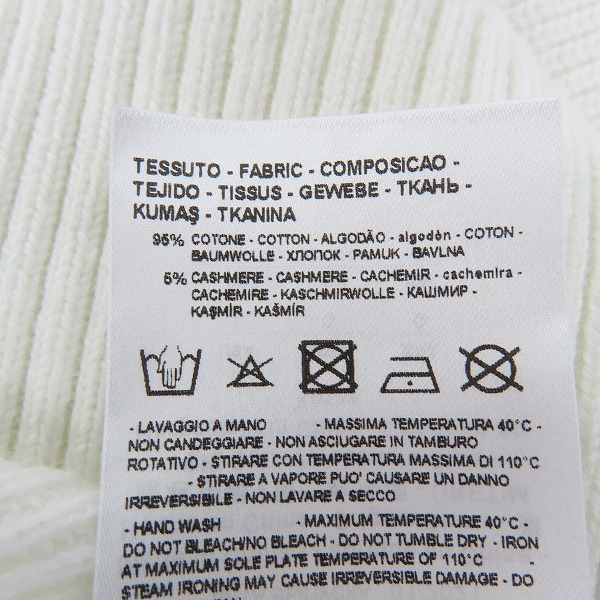 TESSUTO - FABRIC - COMPOSICAO -
TEJIDO - TISSUS - GEWEBE - ТКАНЬ -
KUMAŞ - TKANINA
95% COTONE - COTTON - ALGODÃO - algodón - COTON -
BAUMWOLLE - ХЛОПОК - PAMUK - BAVLNA
5% CASHMERE - CASHMERE - CACHEMIR - cachemira -
CACHEMIRE - KASCHMIRWOLLE - КАШМИР -
KAŞMİR - KAŠMÍR
- LAVAGGIO A MANO - MASSIMA TEMPERATURA 40°C -
NON CANDEGGIARE - NON ASCIUGARE IN TAMBURO
ROTATIVO - STIRARE CON TEMPERATURA MASSIMA DI 110°C
- STIRARE A VAPORE PUO' CAUSARE UN DANNO
IRREVERSIBILE - NON LAVARE A SECCO
- HAND WASH - MAXIMUM TEMPERATURE 40°C -
DO NOT BLEACH/NO BLEACH - DO NOT TUMBLE DRY - IRON
AT MAXIMUM SOLE PLATE TEMPERATURE OF 110°C -
STEAM IRONING MAY CAUSE IRREVERSIBLE DAMAGE - DO